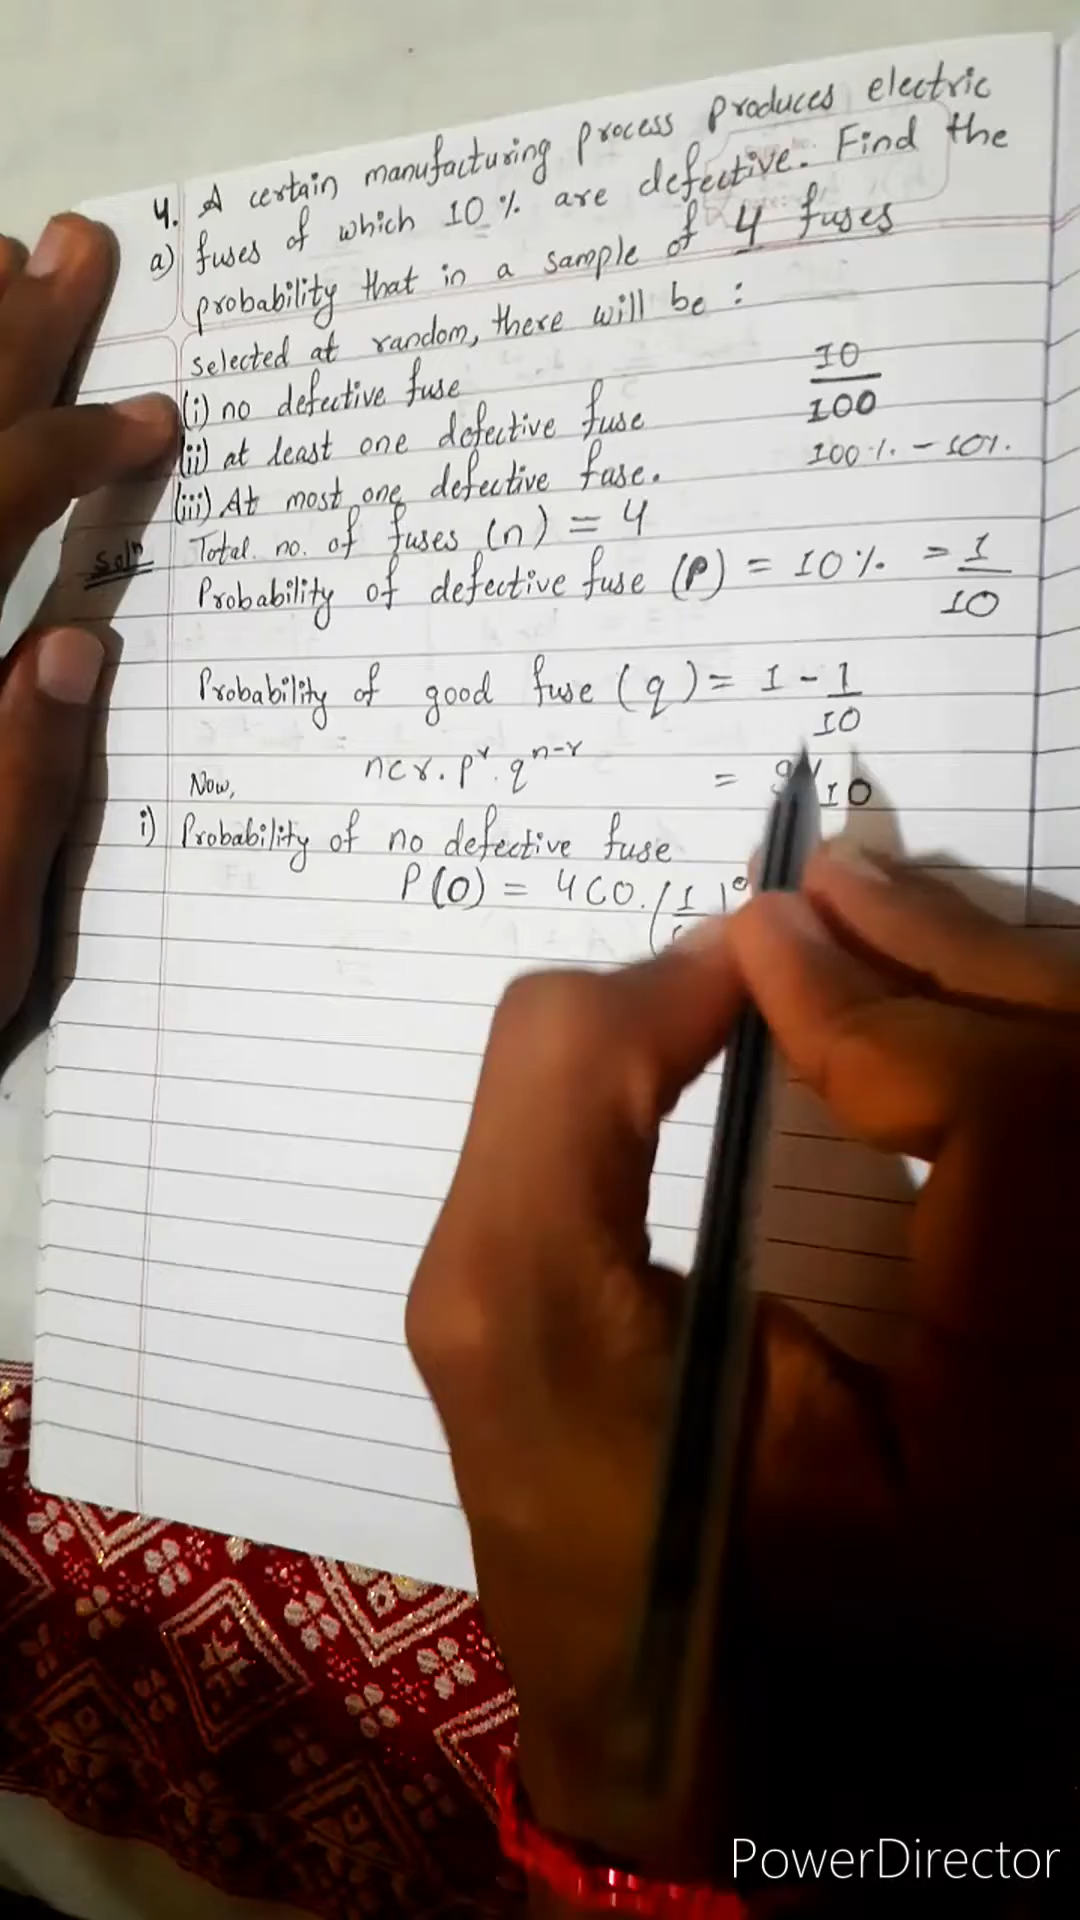 4. A certain manufacturing process produces electric
a) fuses of which 10 % are defective. Find the
probability that in a sample of 4 fuses
selected at random, there will be :
(i) no defective fuse
(ii) at least one defective fuse
(iii) At most one defective fuse.
10
100
100 % - 10%.
Soln Total. no. of fuses (n) = 4
Probability of defective fuse (P) = 10 % = 1/10
Probability of good fuse (q) = 1 - 1/10
Now, ncr. p^r. q^n-r = 9/10
i) Probability of no defective fuse
P(0) = 4C0. (1
PowerDirector